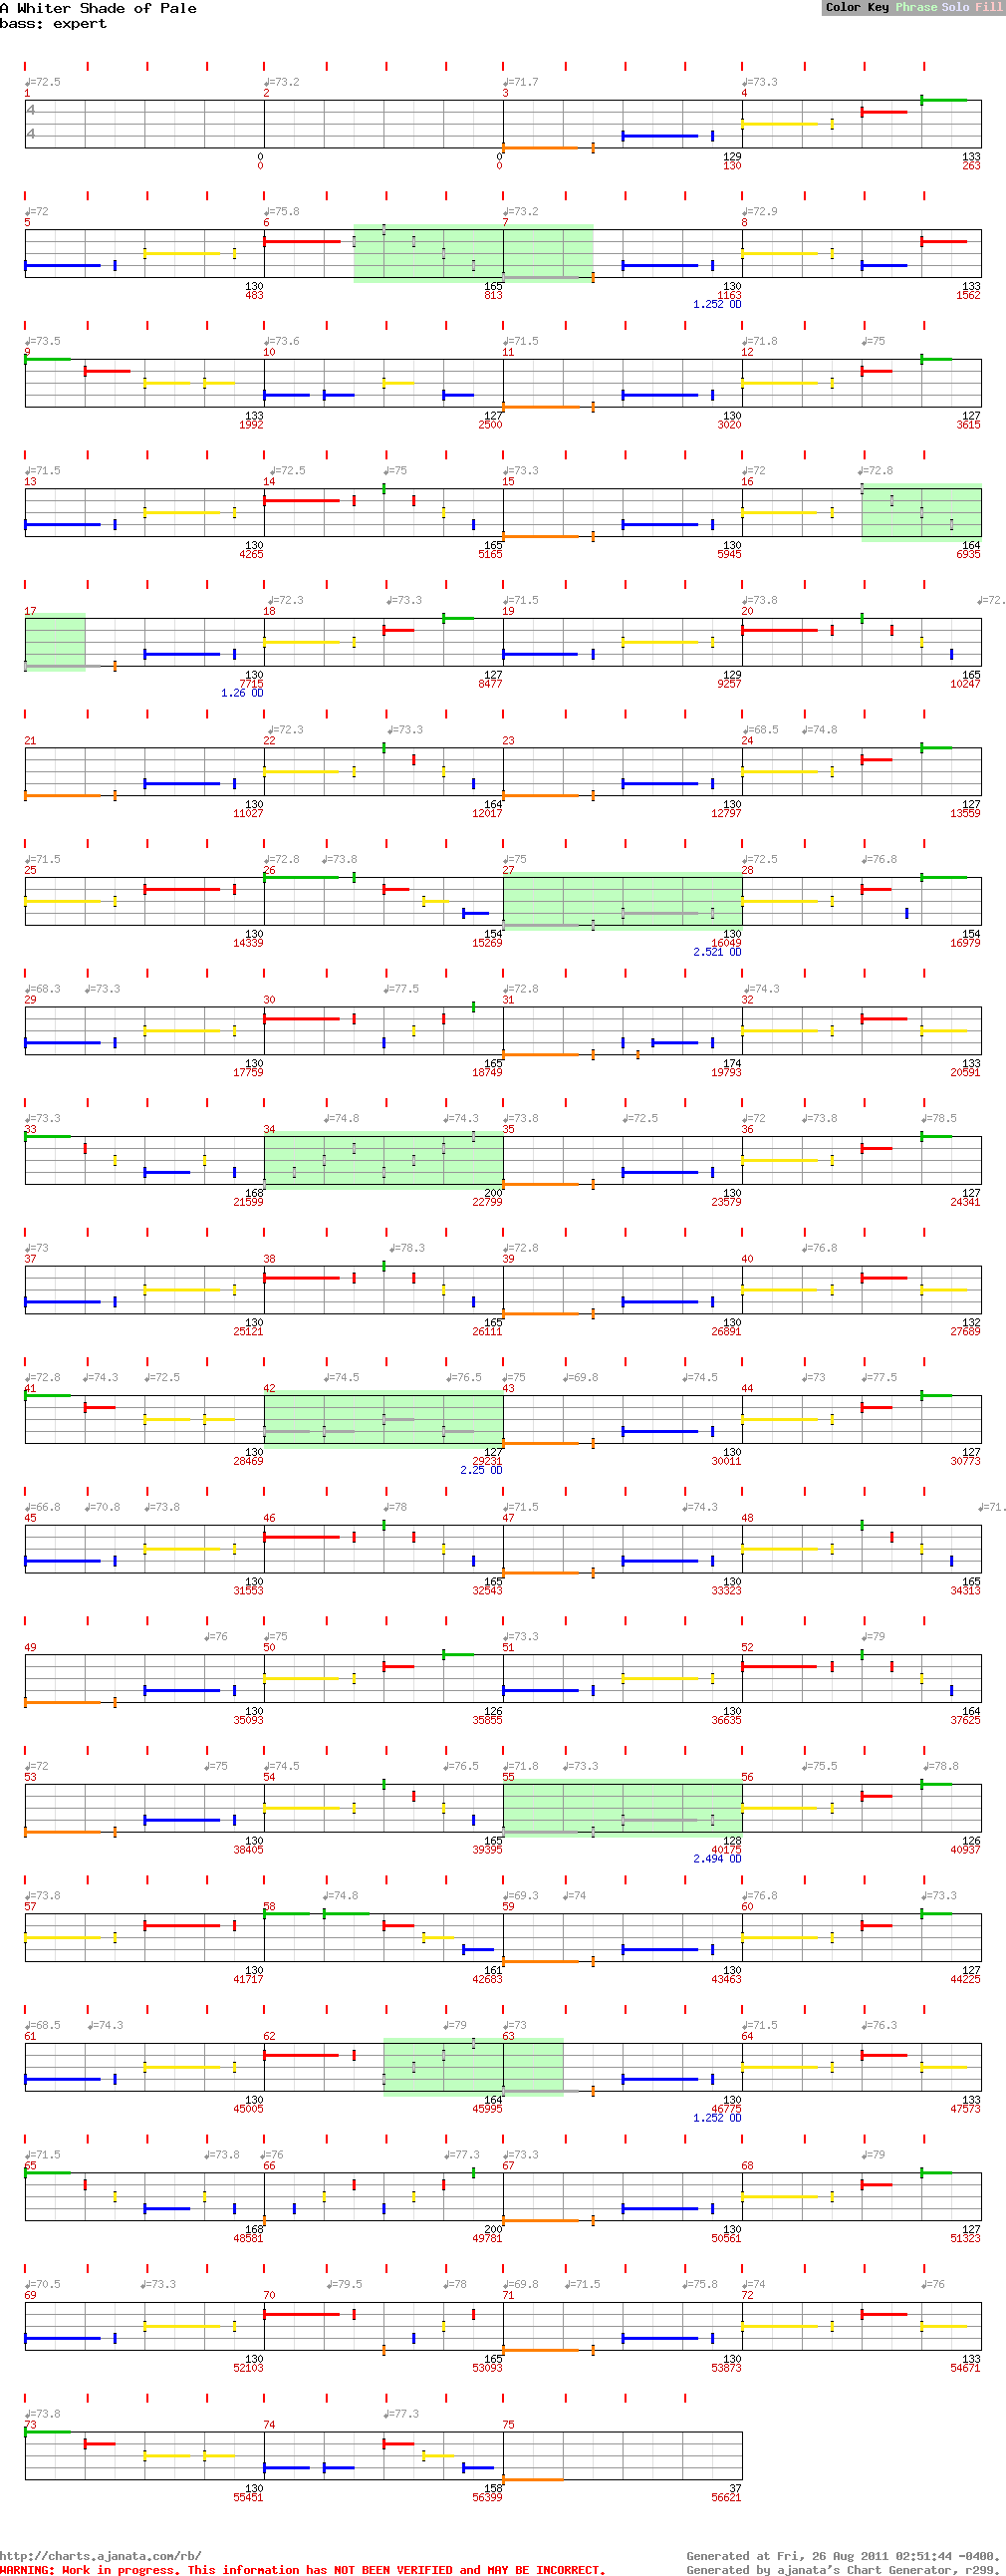 A Whiter Shade of Pale
bass: expert
Color Key Phrase Solo Fill
♩=72.5 ♩=73.2 ♩=71.7 ♩=73.3
1 2 3 4
4
4
0 0 129 133
0 0 130 263
♩=72 ♩=75.8 ♩=73.2 ♩=72.9
5 6 7 8
130 165 130 133
483 813 1163 1562
1.252 OD
♩=73.5 ♩=73.6 ♩=71.5 ♩=71.8 ♩=75
9 10 11 12
133 127 130 127
1992 2500 3020 3615
♩=71.5 ♩=72.5 ♩=75 ♩=73.3 ♩=72 ♩=72.8
13 14 15 16
130 165 130 164
4265 5165 5945 6935
♩=72.3 ♩=73.3 ♩=71.5 ♩=73.8 ♩=72.
17 18 19 20
130 127 129 165
7715 8477 9257 10247
1.26 OD
♩=72.3 ♩=73.3 ♩=68.5 ♩=74.8
21 22 23 24
130 164 130 127
11027 12017 12797 13559
♩=71.5 ♩=72.8 ♩=73.8 ♩=75 ♩=72.5 ♩=76.8
25 26 27 28
130 154 130 154
14339 15269 16049 16979
2.521 OD
♩=68.3 ♩=73.3 ♩=77.5 ♩=72.8 ♩=74.3
29 30 31 32
130 165 174 133
17759 18749 19793 20591
♩=73.3 ♩=74.8 ♩=74.3 ♩=73.8 ♩=72.5 ♩=72 ♩=73.8 ♩=78.5
33 34 35 36
168 200 130 127
21599 22799 23579 24341
♩=73 ♩=78.3 ♩=72.8 ♩=76.8
37 38 39 40
130 165 130 132
25121 26111 26891 27689
♩=72.8 ♩=74.3 ♩=72.5 ♩=74.5 ♩=76.5 ♩=75 ♩=69.8 ♩=74.5 ♩=73 ♩=77.5
41 42 43 44
130 127 130 127
28469 29231 30011 30773
2.25 OD
♩=66.8 ♩=70.8 ♩=73.8 ♩=78 ♩=71.5 ♩=74.3 ♩=71.
45 46 47 48
130 165 130 165
31553 32543 33323 34313
♩=76 ♩=75 ♩=73.3 ♩=79
49 50 51 52
130 126 130 164
35093 35855 36635 37625
♩=72 ♩=75 ♩=74.5 ♩=76.5 ♩=71.8 ♩=73.3 ♩=75.5 ♩=78.8
53 54 55 56
130 165 128 126
38405 39395 40175 40937
2.494 OD
♩=73.8 ♩=74.8 ♩=69.3 ♩=74 ♩=76.8 ♩=73.3
57 58 59 60
130 161 130 127
41717 42683 43463 44225
♩=68.5 ♩=74.3 ♩=79 ♩=73 ♩=71.5 ♩=76.3
61 62 63 64
130 164 130 133
45005 45995 46775 47573
1.252 OD
♩=71.5 ♩=73.8 ♩=76 ♩=77.3 ♩=73.3 ♩=79
65 66 67 68
168 200 130 127
48581 49781 50561 51323
♩=70.5 ♩=73.3 ♩=79.5 ♩=78 ♩=69.8 ♩=71.5 ♩=75.8 ♩=74 ♩=76
69 70 71 72
130 165 130 133
52103 53093 53873 54671
♩=73.8 ♩=77.3
73 74 75
130 158 37
55451 56399 56621
http://charts.ajanata.com/rb/ Generated at Fri, 26 Aug 2011 02:51:44 -0400.
WARNING: Work in progress. This information has NOT BEEN VERIFIED and MAY BE INCORRECT. Generated by ajanata's Chart Generator, r299.